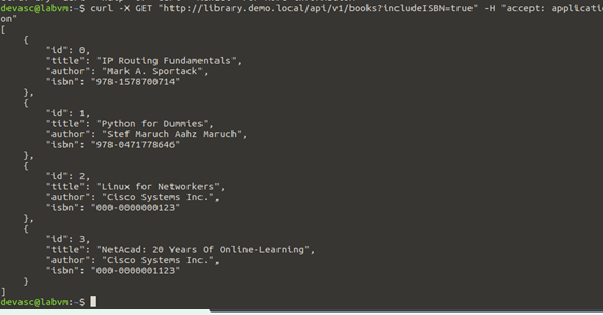 devasc@labvm:~$ curl -X GET "http://library.demo.local/api/v1/books?includeISBN=true" -H "accept: applicati
on"
[
    {
        "id": 0,
        "title": "IP Routing Fundamentals",
        "author": "Mark A. Sportack",
        "isbn": "978-1578700714"
    },
    {
        "id": 1,
        "title": "Python for Dummies",
        "author": "Stef Maruch Aahz Maruch",
        "isbn": "978-0471778646"
    },
    {
        "id": 2,
        "title": "Linux for Networkers",
        "author": "Cisco Systems Inc.",
        "isbn": "000-0000000123"
    },
    {
        "id": 3,
        "title": "NetAcad: 20 Years Of Online-Learning",
        "author": "Cisco Systems Inc.",
        "isbn": "000-0000001123"
    }
]
devasc@labvm:~$